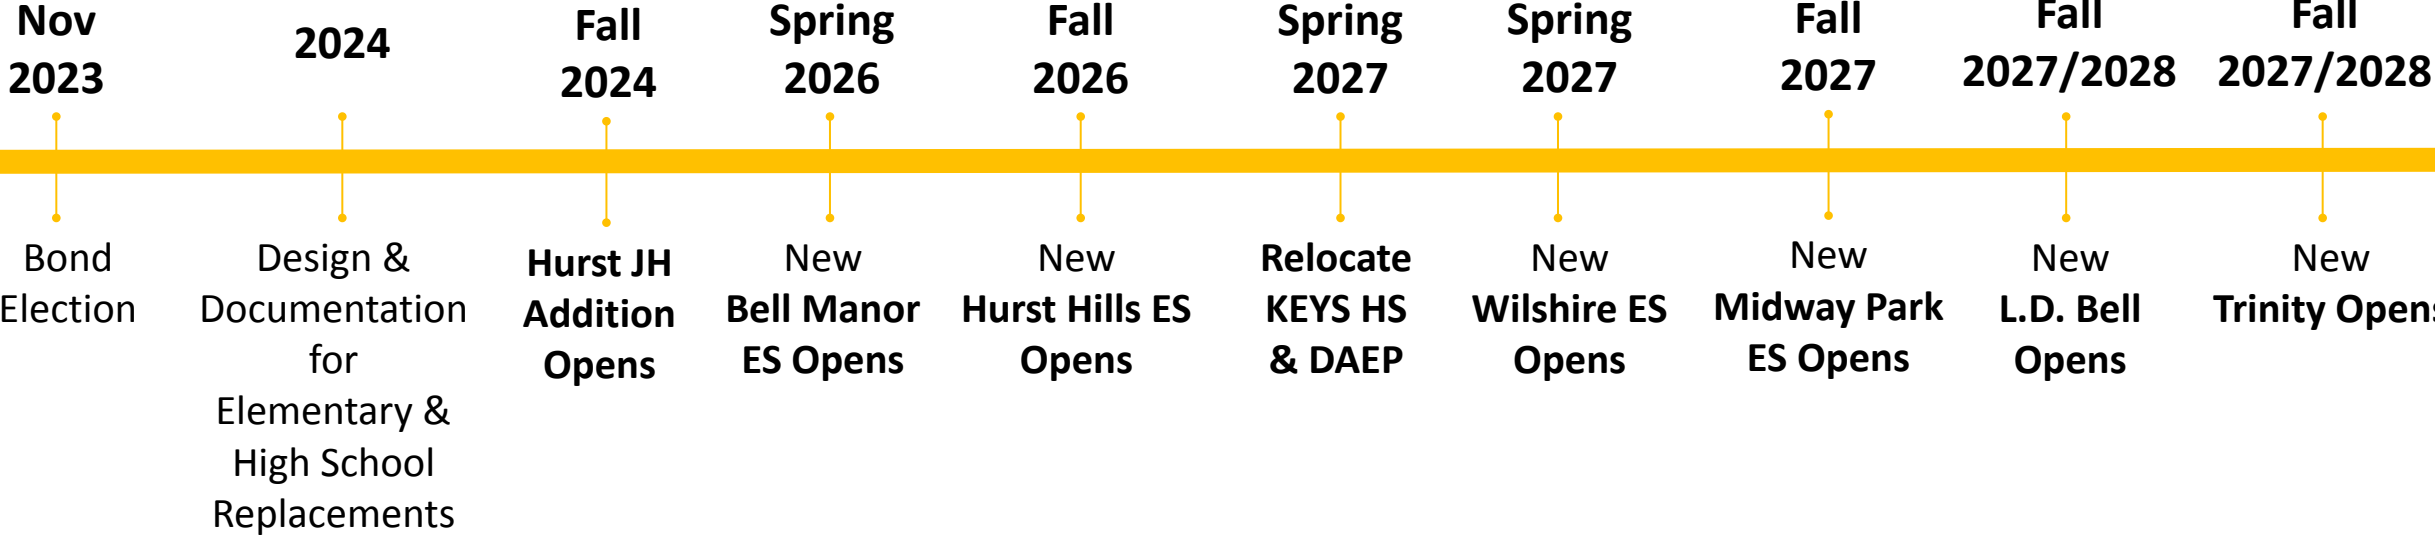 Nov
2023
2024
Fall
2024
Spring
2026
Fall
2026
Spring
2027
Spring
2027
Fall
2027
Fall
2027/2028
Fall
2027/2028
Bond
Election
Design &
Documentation
for
Elementary &
High School
Replacements
Hurst JH
Addition
Opens
New
Bell Manor
ES Opens
New
Hurst Hills ES
Opens
Relocate
KEYS HS
& DAEP
New
Wilshire ES
Opens
New
Midway Park
ES Opens
New
L.D. Bell
Opens
New
Trinity Opens